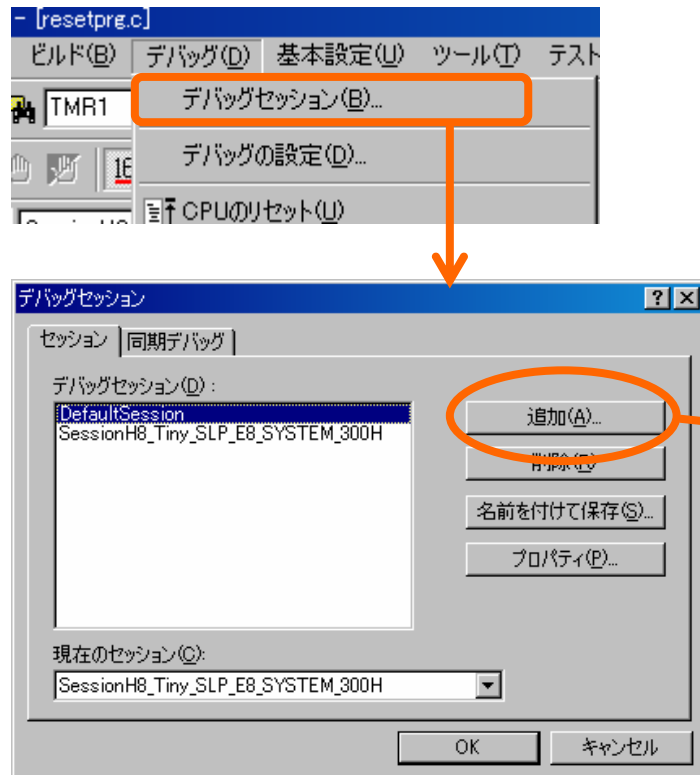 - [resetprg.c]
ビルド(B) デバッグ(D) 基本設定(U) ツール(T) テスト
TMR1
デバッグセッション(B)...
デバッグの設定(D)...
16
CPUのリセット(U)
デバッグセッション
セッション 同期デバッグ
デバッグセッション(D) :
DefaultSession
SessionH8_Tiny_SLP_E8_SYSTEM_300H
追加(A)...
削除(R)
名前を付けて保存(S)...
プロパティ(P)...
現在のセッション(C):
SessionH8_Tiny_SLP_E8_SYSTEM_300H
OK キャンセル